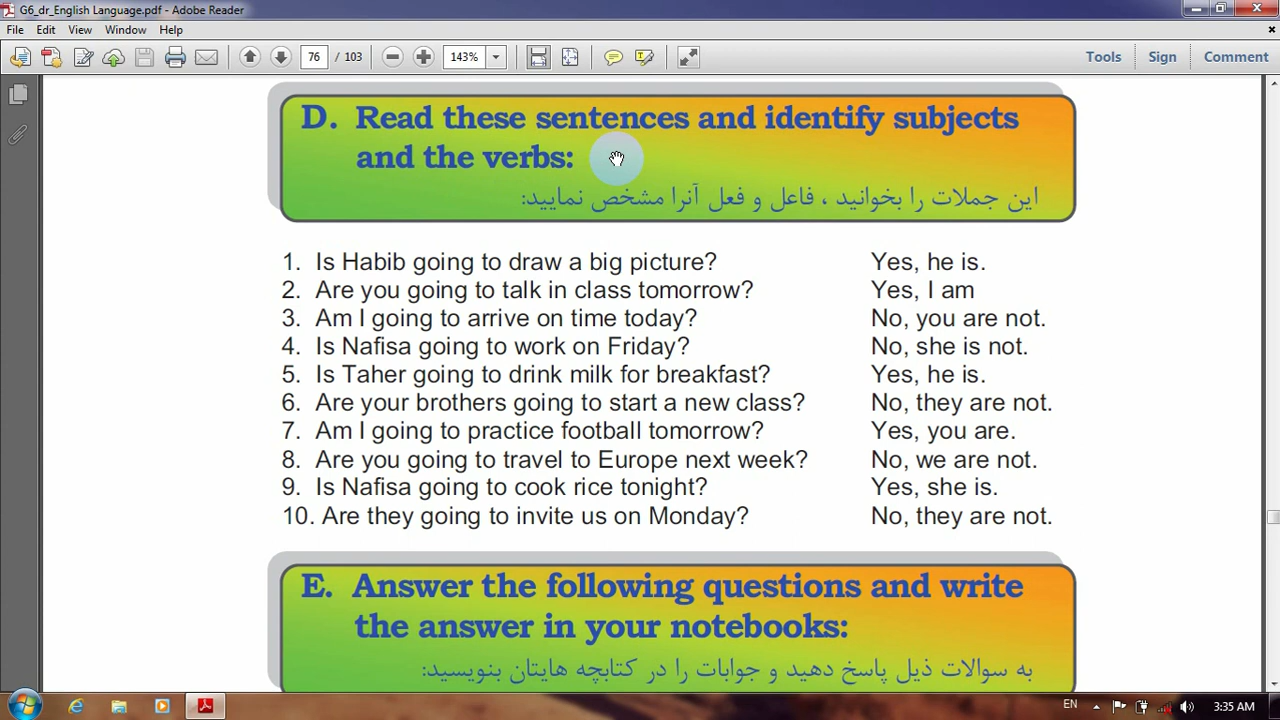 G6_dr_English Language.pdf - Adobe Reader
File Edit View Window Help
76 / 103 143% Tools Sign Comment
D. Read these sentences and identify subjects
and the verbs:
این جملات را بخوانید ، فاعل و فعل آنرا مشخص نمایید:
1. Is Habib going to draw a big picture? Yes, he is.
2. Are you going to talk in class tomorrow? Yes, I am
3. Am I going to arrive on time today? No, you are not.
4. Is Nafisa going to work on Friday? No, she is not.
5. Is Taher going to drink milk for breakfast? Yes, he is.
6. Are your brothers going to start a new class? No, they are not.
7. Am I going to practice football tomorrow? Yes, you are.
8. Are you going to travel to Europe next week? No, we are not.
9. Is Nafisa going to cook rice tonight? Yes, she is.
10. Are they going to invite us on Monday? No, they are not.
E. Answer the following questions and write
the answer in your notebooks:
به سوالات ذیل پاسخ دهید و جوابات را در کتابچه هایتان بنویسید:
EN 3:35 AM